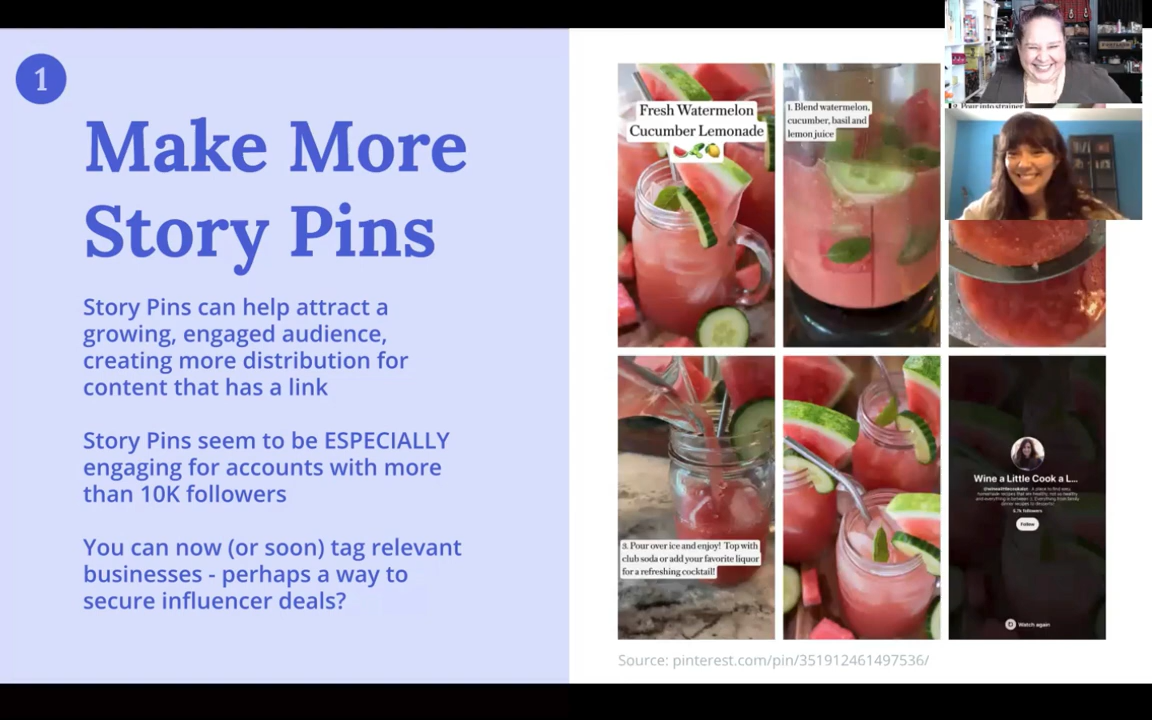 1
Make More
Story Pins
Story Pins can help attract a
growing, engaged audience,
creating more distribution for
content that has a link
Story Pins seem to be ESPECIALLY
engaging for accounts with more
than 10K followers
You can now (or soon) tag relevant
businesses - perhaps a way to
secure influencer deals?
Fresh Watermelon
Cucumber Lemonade
1. Blend watermelon,
cucumber, basil and
lemon juice
2. Pour into strainer
3. Pour over ice and enjoy! Top with
club soda or add your favorite liquor
for a refreshing cocktail!
Wine a Little Cook a L...
Follow
Watch again
Source: pinterest.com/pin/351912461497536/